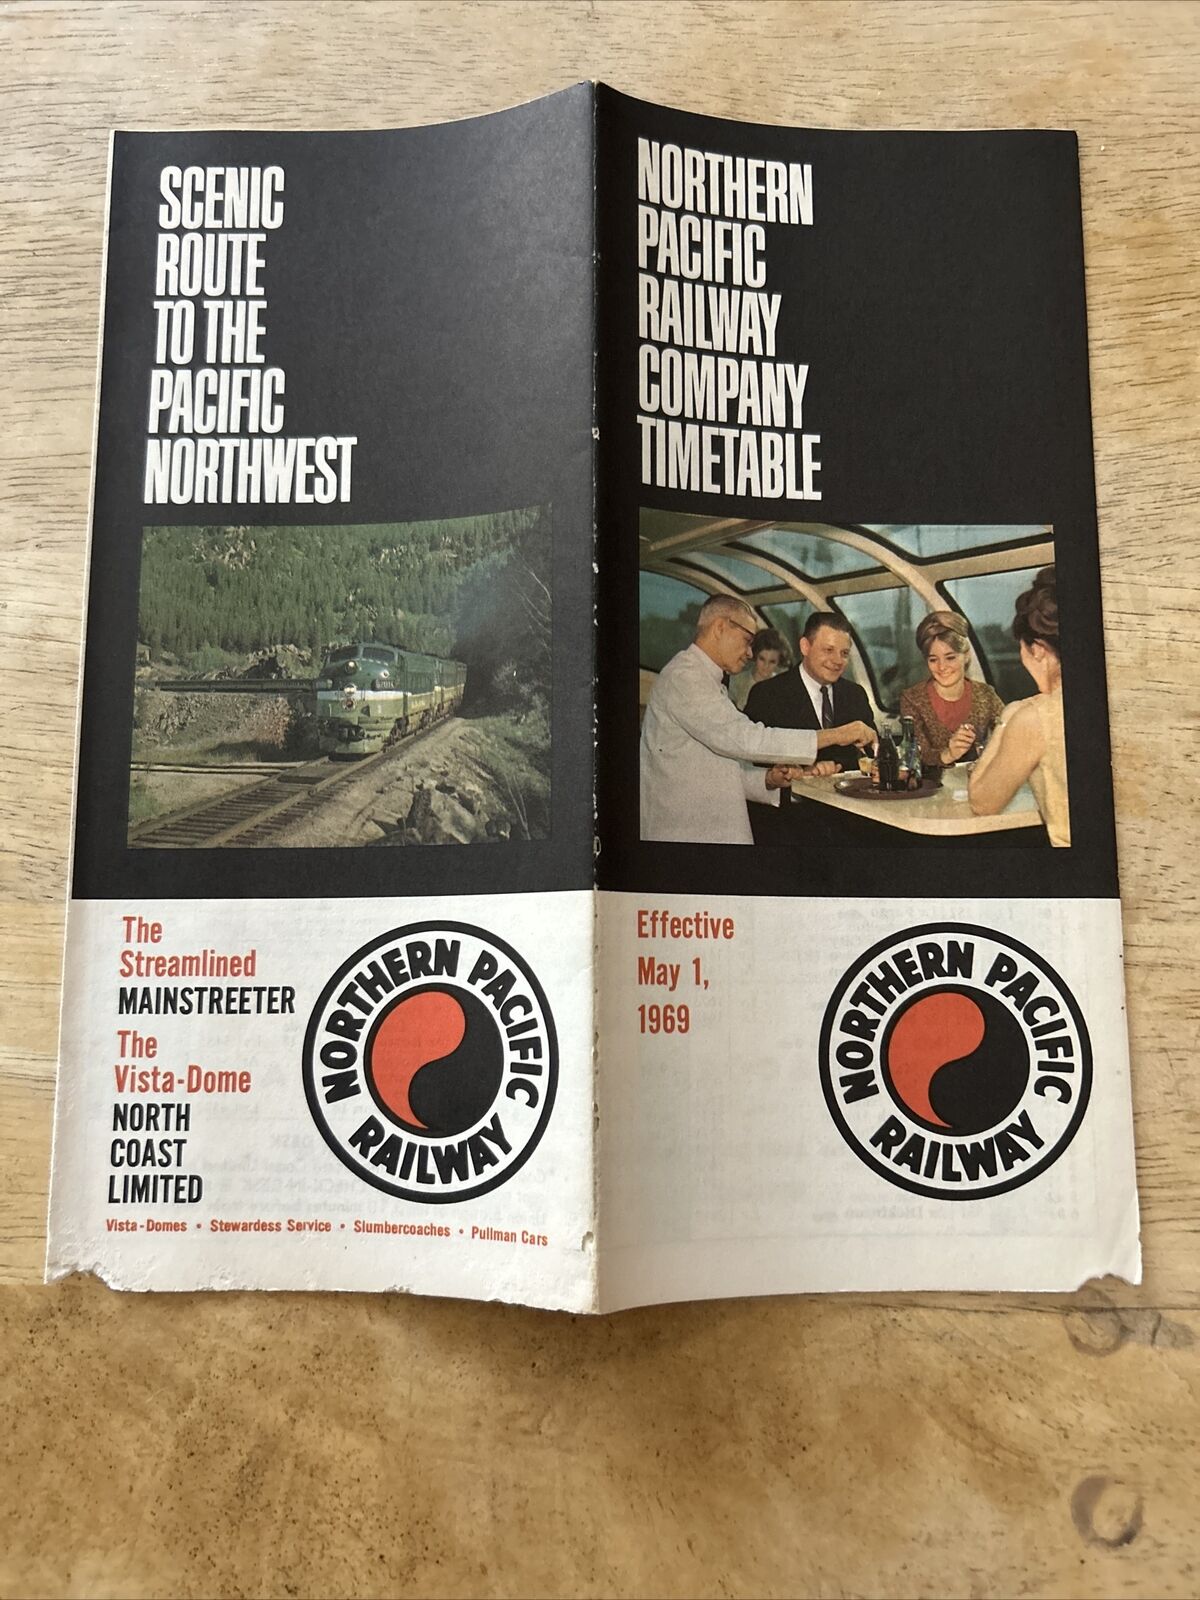 SCENIC
ROUTE
TO THE
PACIFIC
NORTHWEST
The
Streamlined
MAINSTREETER
The
Vista-Dome
NORTH
COAST
LIMITED
NORTHERN PACIFIC
RAILWAY
Vista-Domes • Stewardess Service • Slumbercoaches • Pullman Cars
NORTHERN
PACIFIC
RAILWAY
COMPANY
TIMETABLE
Effective
May 1,
1969
NORTHERN PACIFIC
RAILWAY